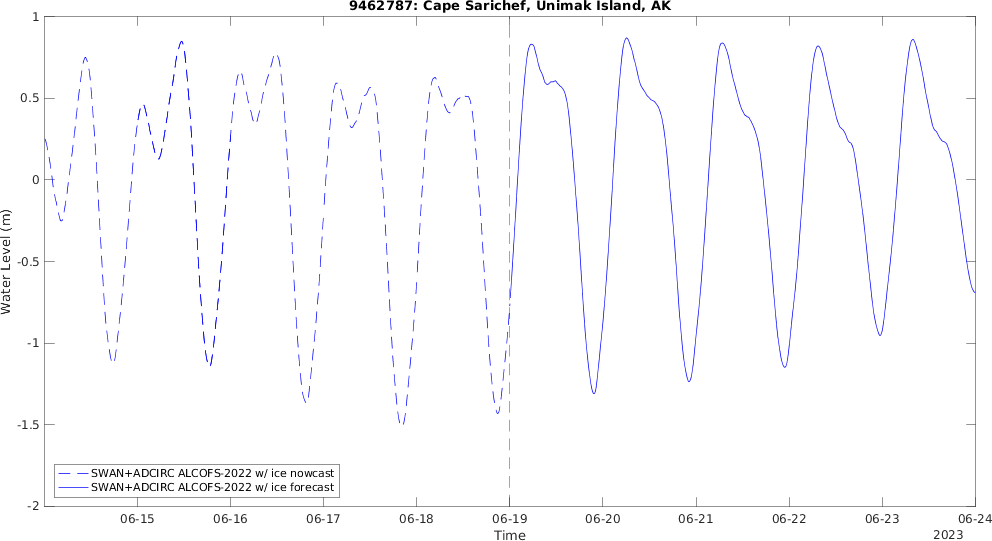 9462787: Cape Sarichef, Unimak Island, AK
1
0.5
0
-0.5
-1
-1.5
-2
Water Level (m)
SWAN+ADCIRC ALCOFS-2022 w/ ice nowcast
SWAN+ADCIRC ALCOFS-2022 w/ ice forecast
06-15 06-16 06-17 06-18 06-19 06-20 06-21 06-22 06-23 06-24
Time
2023